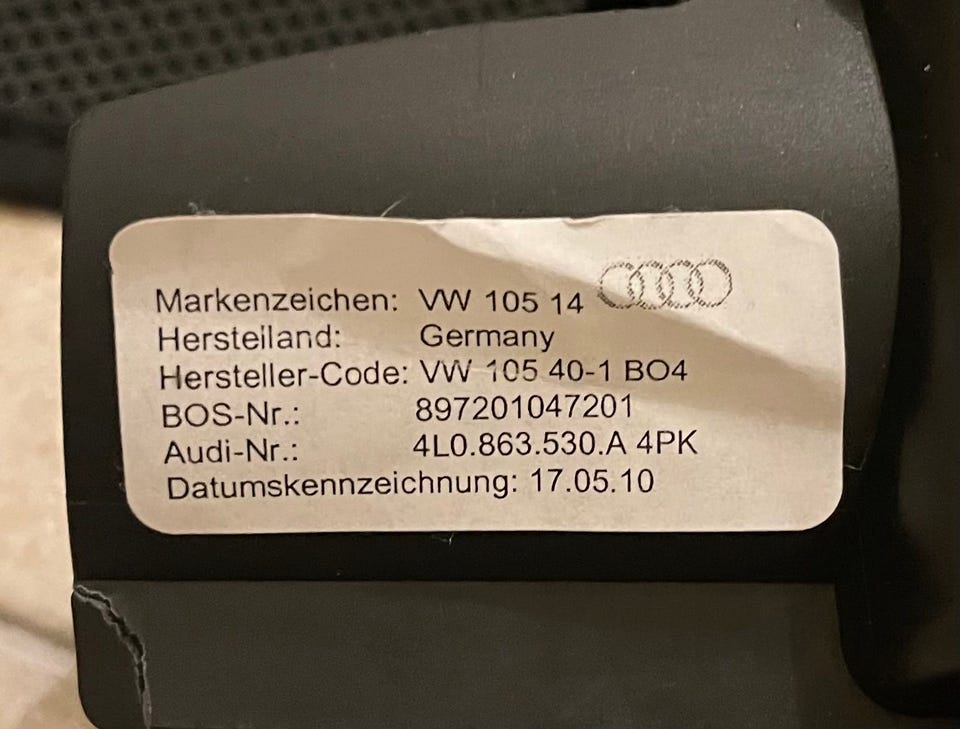 Markenzeichen: VW 105 14
Herstelland: Germany
Hersteller-Code: VW 105 40-1 BO4
BOS-Nr.: 897201047201
Audi-Nr.: 4L0.863.530.A 4PK
Datumskennzeichnung: 17.05.10